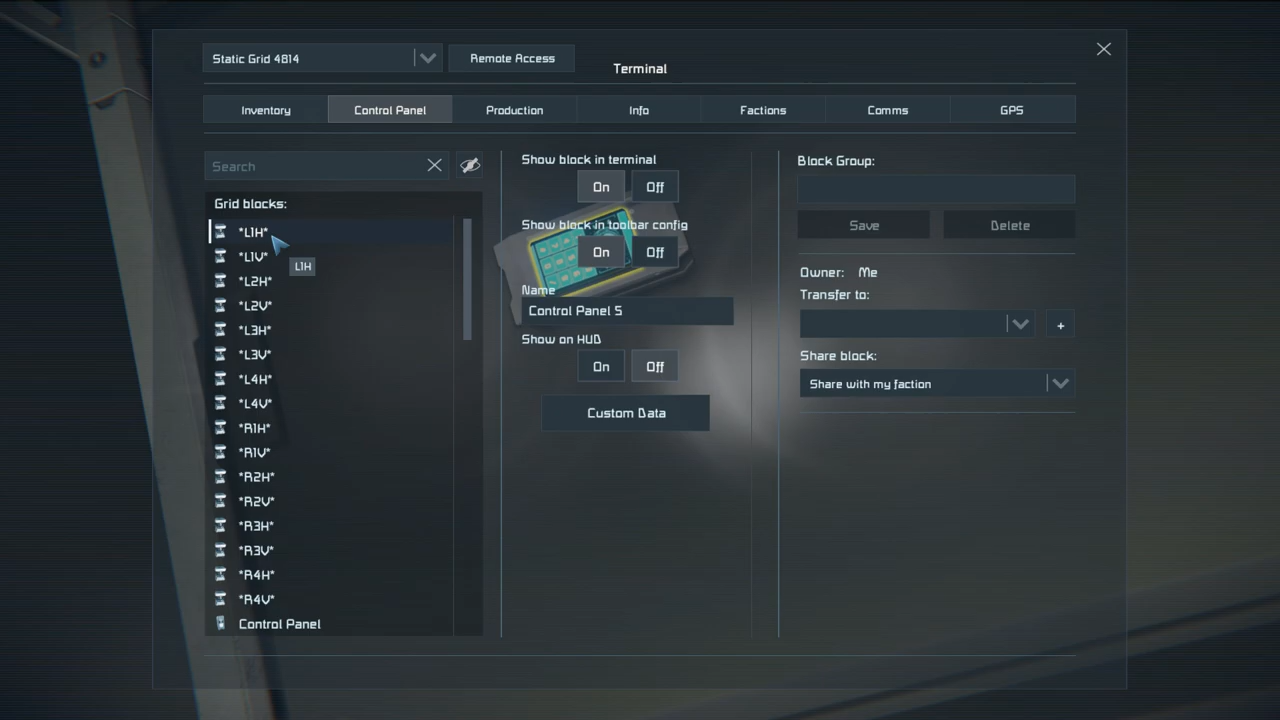 Static Grid 4814
Remote Access
Terminal
Inventory
Control Panel
Production
Info
Factions
Comms
GPS
Search
Grid blocks:
*L1H*
*L1V*
*L2H*
*L2V*
*L3H*
*L3V*
*L4H*
*L4V*
*R1H*
*R1V*
*R2H*
*R2V*
*R3H*
*R3V*
*R4H*
*R4V*
Control Panel
L1H
Show block in terminal
On Off
Show block in toolbar config
On Off
Name
Control Panel 5
Show on HUD
On Off
Custom Data
Block Group:
Save Delete
Owner: Me
Transfer to:
+
Share block:
Share with my faction